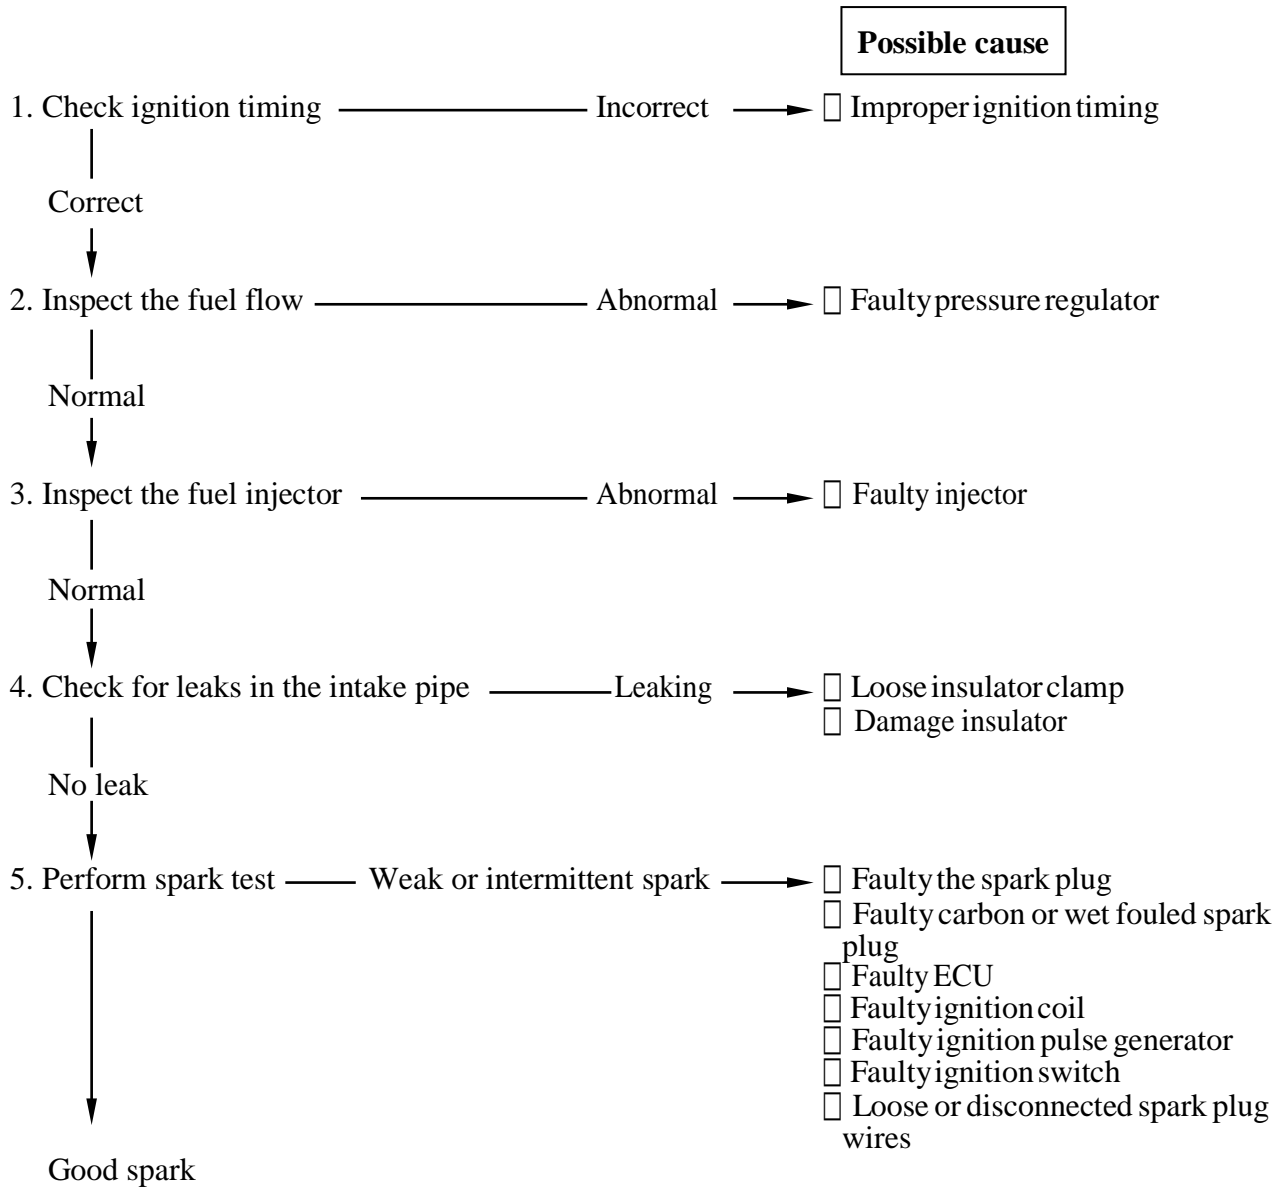 Possible cause
1. Check ignition timing Incorrect Improper ignition timing
Correct
2. Inspect the fuel flow Abnormal Faulty pressure regulator
Normal
3. Inspect the fuel injector Abnormal Faulty injector
Normal
4. Check for leaks in the intake pipe Leaking Loose insulator clamp
Damage insulator
No leak
5. Perform spark test Weak or intermittent spark Faulty the spark plug
Faulty carbon or wet fouled spark
plug
Faulty ECU
Faulty ignition coil
Faulty ignition pulse generator
Faulty ignition switch
Loose or disconnected spark plug
wires
Good spark